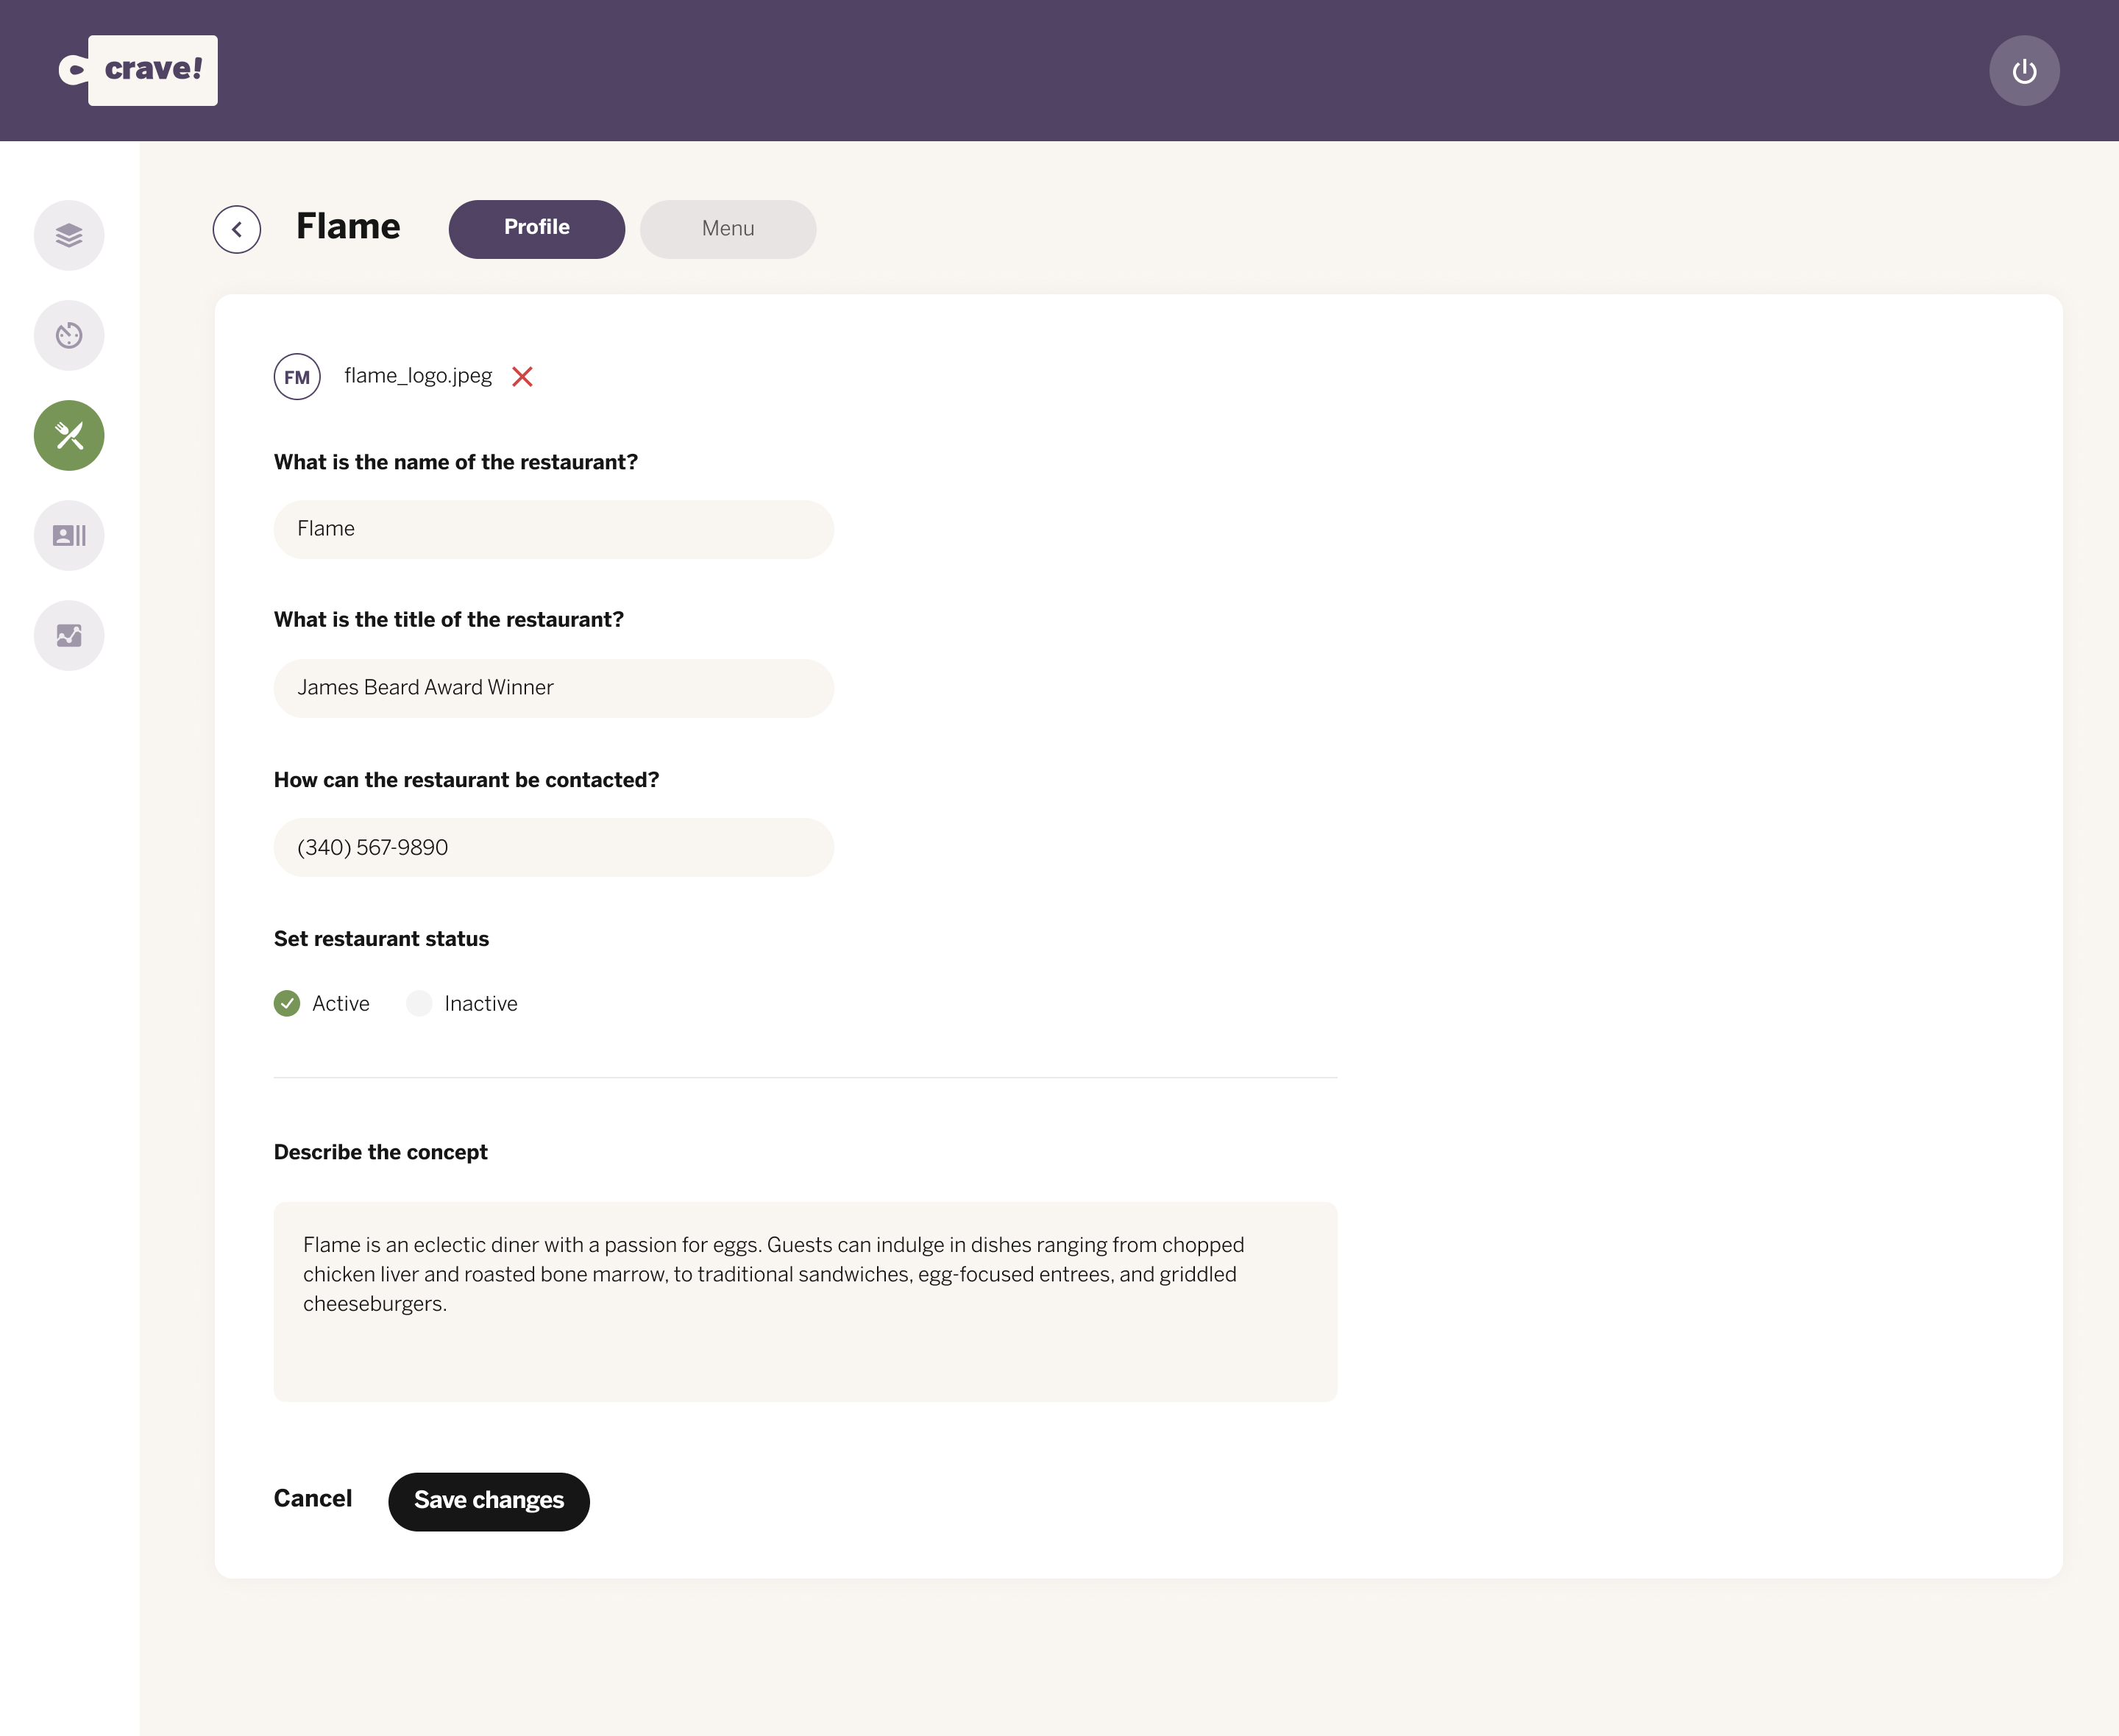 crave!
Flame
Profile
Menu
FM
flame_logo.jpeg
What is the name of the restaurant?
Flame
What is the title of the restaurant?
James Beard Award Winner
How can the restaurant be contacted?
(340) 567-9890
Set restaurant status
Active
Inactive
Describe the concept
Flame is an eclectic diner with a passion for eggs. Guests can indulge in dishes ranging from chopped
chicken liver and roasted bone marrow, to traditional sandwiches, egg-focused entrees, and griddled
cheeseburgers.
Cancel
Save changes